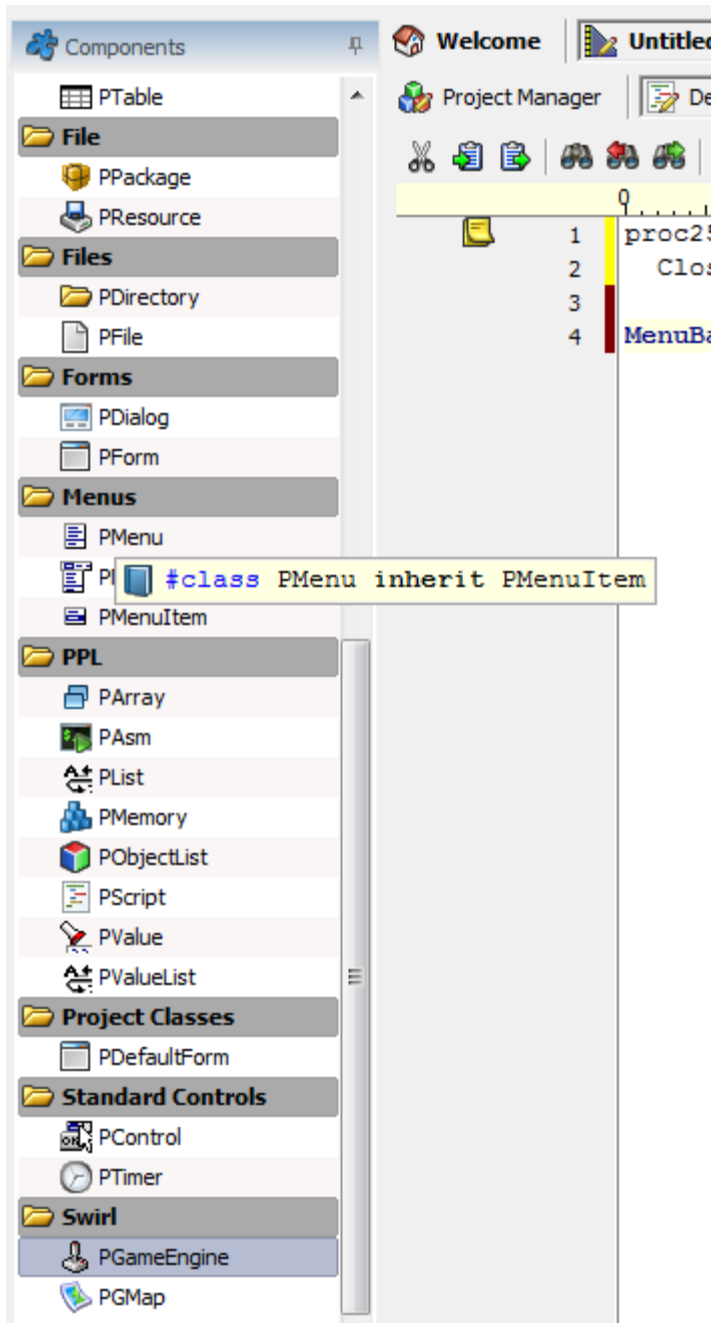 Components
PTable
File
PPackage
PResource
Files
PDirectory
PFile
Forms
PDialog
PForm
Menus
PMenu
#class PMenu inherit PMenuItem
PMenuItem
PPL
PArray
PAsm
PList
PMemory
PObjectList
PScript
PValue
PValueList
Project Classes
PDefaultForm
Standard Controls
PControl
PTimer
Swirl
PGameEngine
PGMap
Welcome
Project Manager
0
1
2
3
4